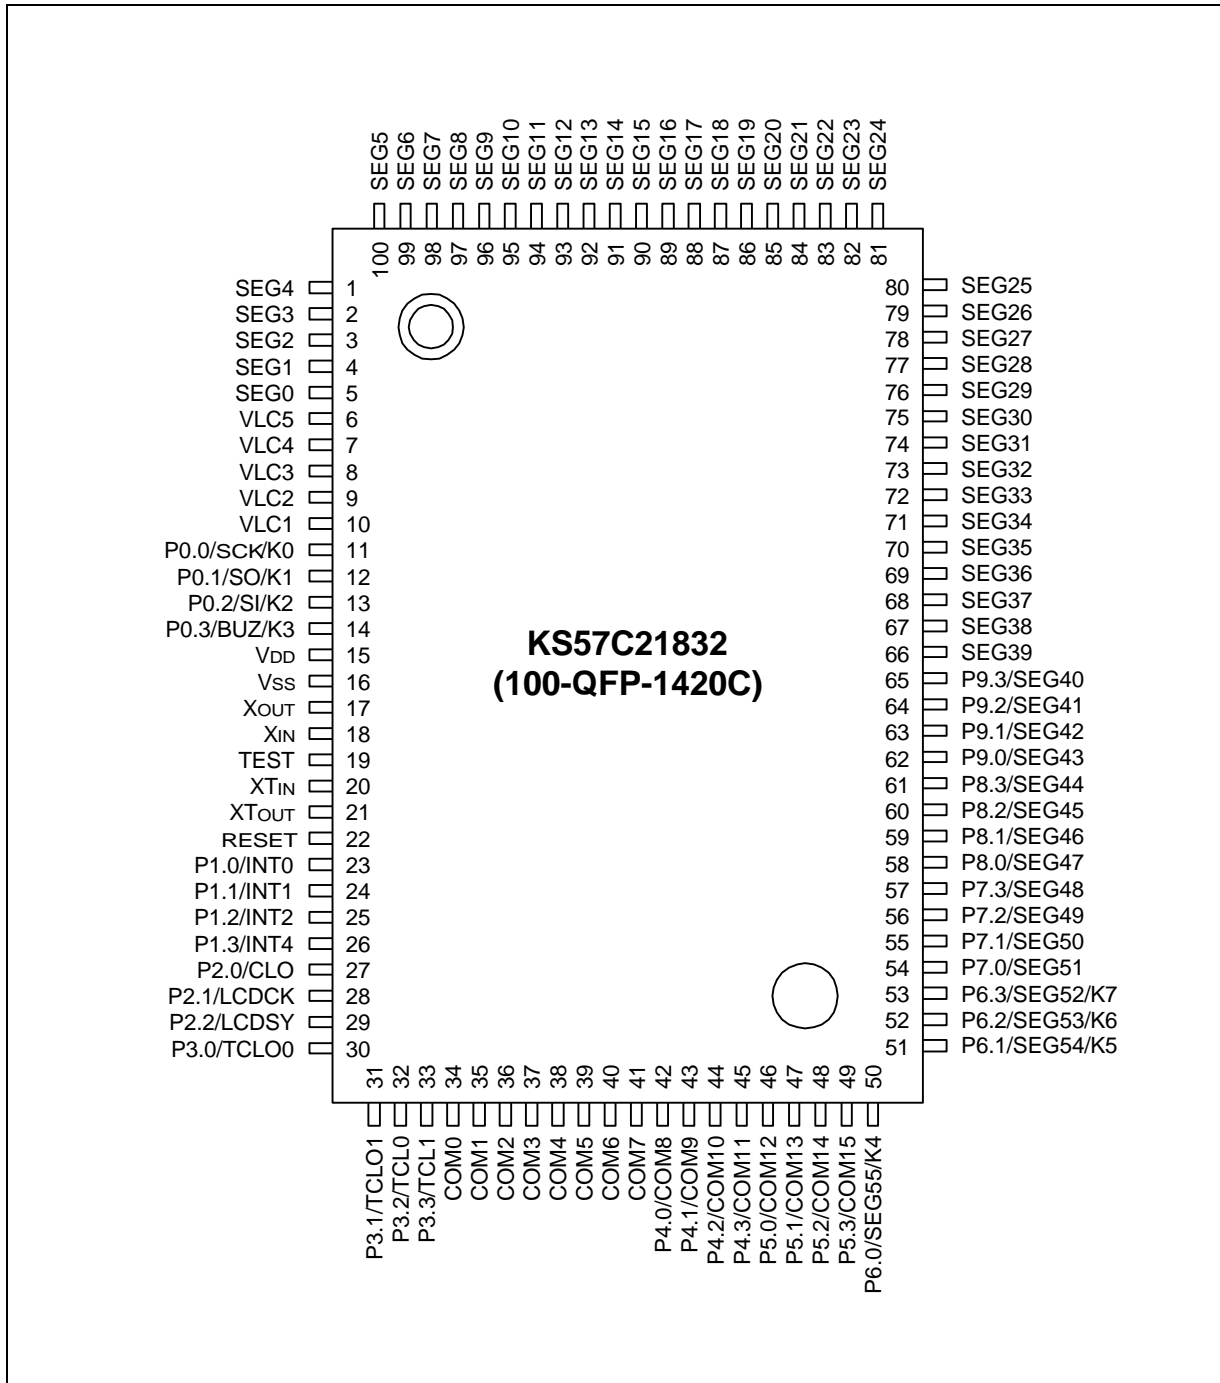 SEG5
SEG6
SEG7
SEG8
SEG9
SEG10
SEG11
SEG12
SEG13
SEG14
SEG15
SEG16
SEG17
SEG18
SEG19
SEG20
SEG21
SEG22
SEG23
SEG24
100
99
98
97
96
95
94
93
92
91
90
89
88
87
86
85
84
83
82
81
SEG4 1
SEG3 2
SEG2 3
SEG1 4
SEG0 5
VLC5 6
VLC4 7
VLC3 8
VLC2 9
VLC1 10
P0.0/SCK/K0 11
P0.1/SO/K1 12
P0.2/SI/K2 13
P0.3/BUZ/K3 14
VDD 15
VSS 16
XOUT 17
XIN 18
TEST 19
XTIN 20
XTOUT 21
RESET 22
P1.0/INT0 23
P1.1/INT1 24
P1.2/INT2 25
P1.3/INT4 26
P2.0/CLO 27
P2.1/LCDCK 28
P2.2/LCDSY 29
P3.0/TCLO0 30
KS57C21832
(100-QFP-1420C)
80 SEG25
79 SEG26
78 SEG27
77 SEG28
76 SEG29
75 SEG30
74 SEG31
73 SEG32
72 SEG33
71 SEG34
70 SEG35
69 SEG36
68 SEG37
67 SEG38
66 SEG39
65 P9.3/SEG40
64 P9.2/SEG41
63 P9.1/SEG42
62 P9.0/SEG43
61 P8.3/SEG44
60 P8.2/SEG45
59 P8.1/SEG46
58 P8.0/SEG47
57 P7.3/SEG48
56 P7.2/SEG49
55 P7.1/SEG50
54 P7.0/SEG51
53 P6.3/SEG52/K7
52 P6.2/SEG53/K6
51 P6.1/SEG54/K5
31
32
33
34
35
36
37
38
39
40
41
42
43
44
45
46
47
48
49
50
P3.1/TCLO1
P3.2/TCL0
P3.3/TCL1
COM0
COM1
COM2
COM3
COM4
COM5
COM6
COM7
P4.0/COM8
P4.1/COM9
P4.2/COM10
P4.3/COM11
P5.0/COM12
P5.1/COM13
P5.2/COM14
P5.3/COM15
P6.0/SEG55/K4